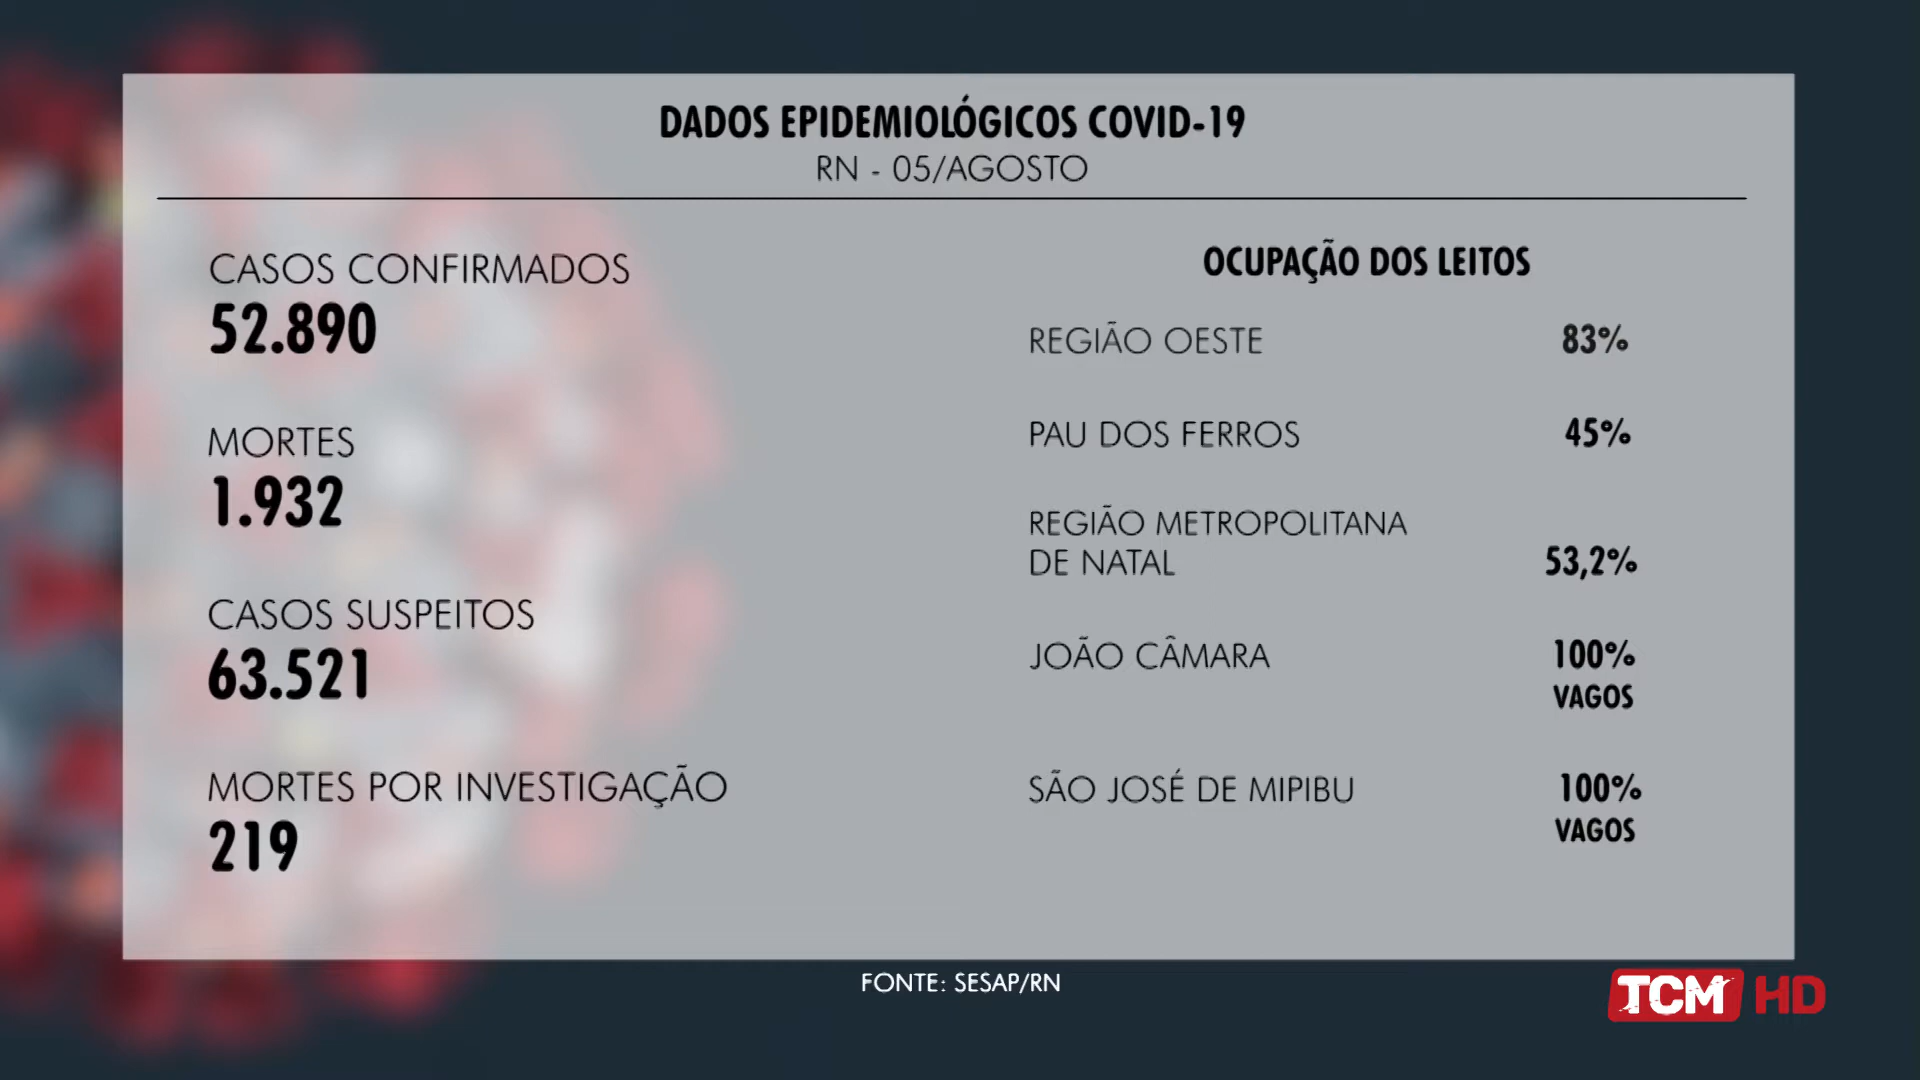 DADOS EPIDEMIOLÓGICOS COVID-19
RN - 05/AGOSTO
CASOS CONFIRMADOS
52.890
MORTES
1.932
CASOS SUSPEITOS
63.521
MORTES POR INVESTIGAÇÃO
219
OCUPAÇÃO DOS LEITOS
REGIÃO OESTE 83%
PAU DOS FERROS 45%
REGIÃO METROPOLITANA
DE NATAL 53,2%
JOÃO CÂMARA 100%
VAGOS
SÃO JOSÉ DE MIPIBU 100%
VAGOS
FONTE: SESAP/RN
TCM HD